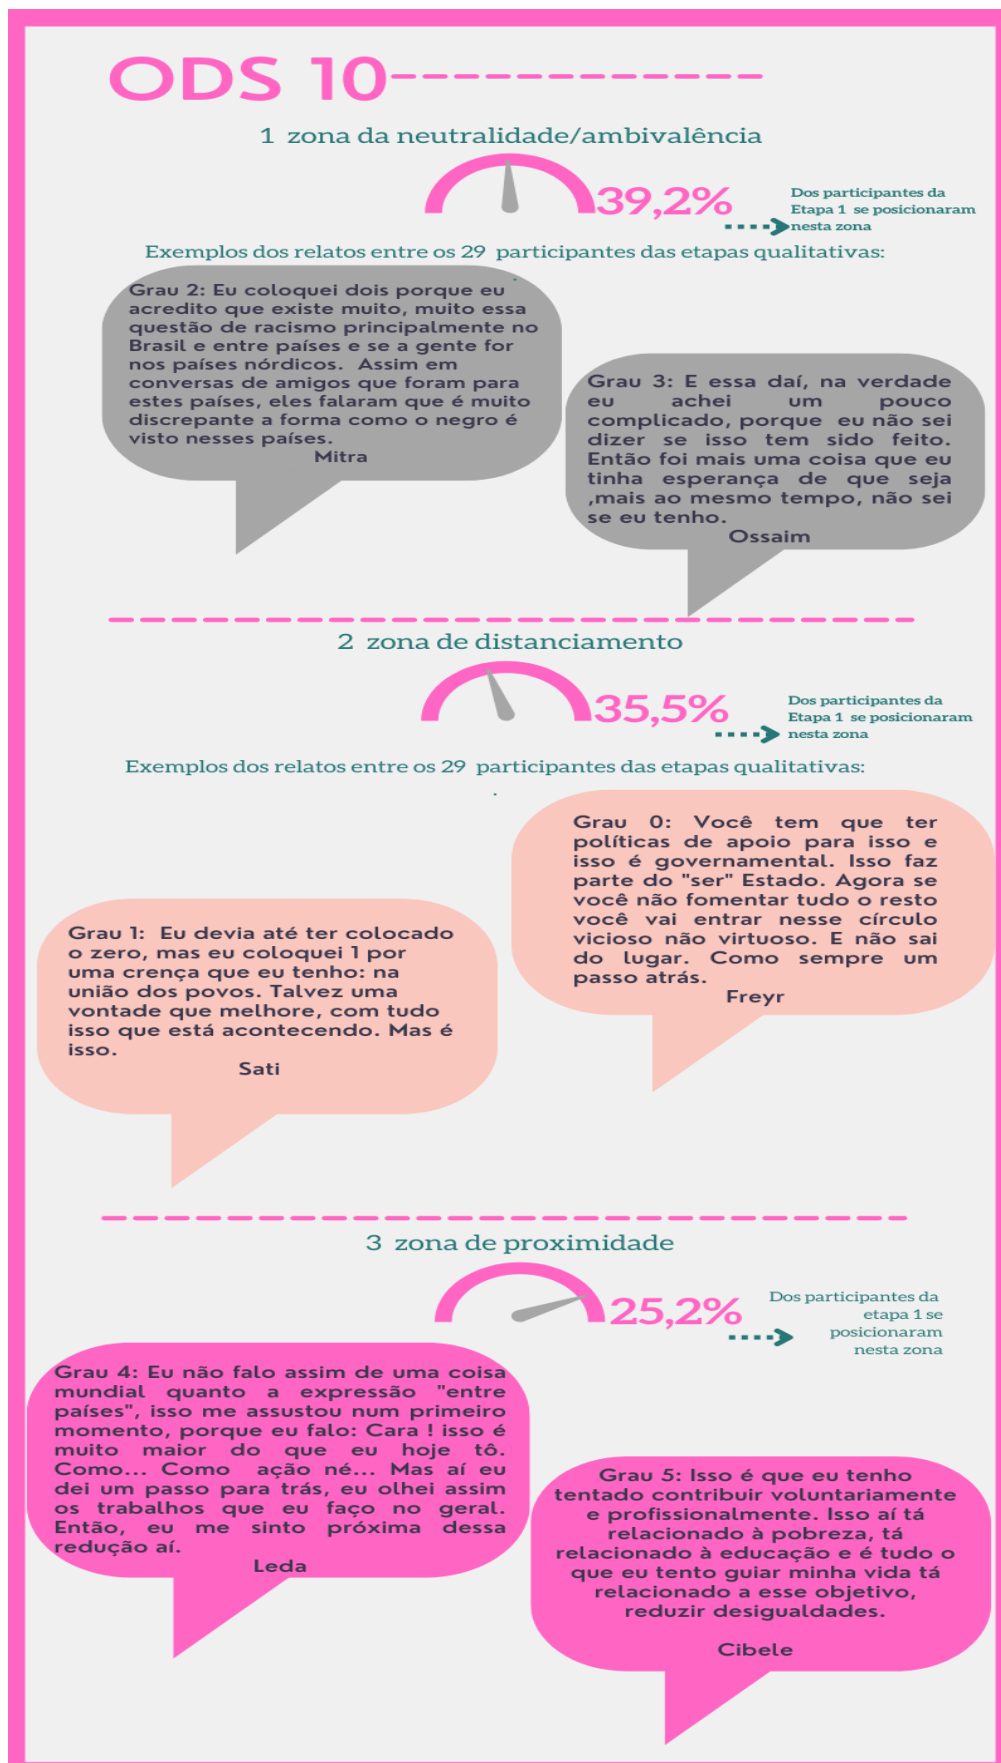 ODS 10
1 zona da neutralidade/ambivalência
39,2%
Dos participantes da
Etapa 1 se posicionaram
nesta zona
Exemplos dos relatos entre os 29 participantes das etapas qualitativas:
.
Grau 2: Eu coloquei dois porque eu
acredito que existe muito, muito essa
questão de racismo principalmente no
Brasil e entre países e se a gente for
nos países nórdicos. Assim em
conversas de amigos que foram para
estes países, eles falaram que é muito
discrepante a forma como o negro é
visto nesses países.
Mitra
Grau 3: E essa daí, na verdade
eu achei um pouco
complicado, porque eu não sei
dizer se isso tem sido feito.
Então foi mais uma coisa que eu
tinha esperança de que seja
,mais ao mesmo tempo, não sei
se eu tenho.
Ossaim
2 zona de distanciamento
35,5%
Dos participantes da
Etapa 1 se posicionaram
nesta zona
Exemplos dos relatos entre os 29 participantes das etapas qualitativas:
.
Grau 0: Você tem que ter
políticas de apoio para isso e
isso é governamental. Isso faz
parte do "ser" Estado. Agora se
você não fomentar tudo o resto
você vai entrar nesse círculo
vicioso não virtuoso. E não sai
do lugar. Como sempre um
passo atrás.
Freyr
Grau 1: Eu devia até ter colocado
o zero, mas eu coloquei 1 por
uma crença que eu tenho: na
união dos povos. Talvez uma
vontade que melhore, com tudo
isso que está acontecendo. Mas é
isso.
Sati
3 zona de proximidade
25,2%
Dos participantes da
etapa 1 se
posicionaram
nesta zona
Grau 4: Eu não falo assim de uma coisa
mundial quanto a expressão "entre
países", isso me assustou num primeiro
momento, porque eu falo: Cara ! isso é
muito maior do que eu hoje tô.
Como... Como ação né... Mas aí eu
dei um passo para trás, eu olhei assim
os trabalhos que eu faço no geral.
Então, eu me sinto próxima dessa
redução aí.
Leda
Grau 5: Isso é que eu tenho
tentado contribuir voluntariamente
e profissionalmente. Isso aí tá
relacionado à pobreza, tá
relacionado à educação e é tudo o
que eu tento guiar minha vida tá
relacionado a esse objetivo,
reduzir desigualdades.
Cibele